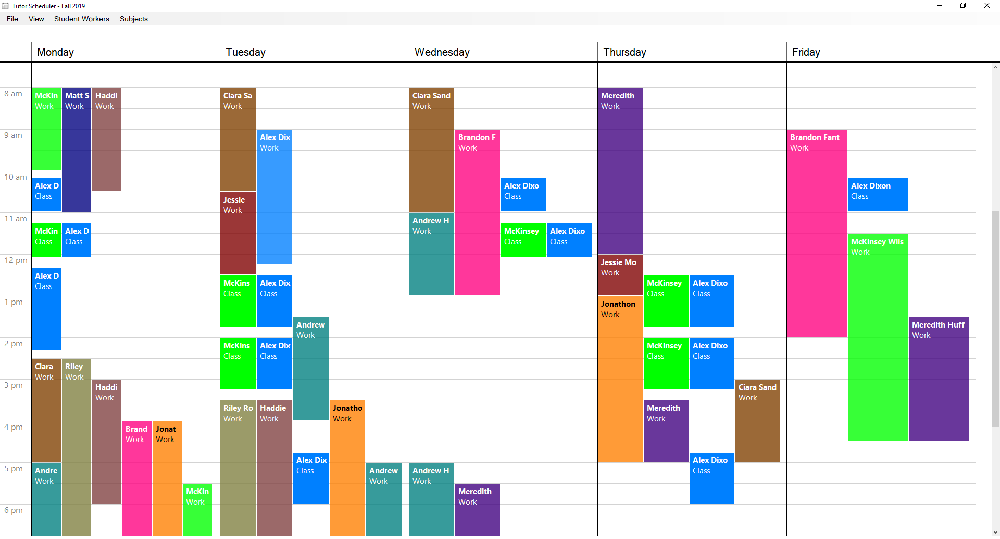 Tutor Scheduler - Fall 2019
File View Student Workers Subjects
Monday Tuesday Wednesday Thursday Friday
8 am
9 am
10 am
11 am
12 pm
1 pm
2 pm
3 pm
4 pm
5 pm
6 pm
McKin
Work
Matt S
Work
Haddi
Work
Alex D
Class
McKin
Class
Alex D
Class
Alex D
Class
Ciara
Work
Riley
Work
Haddi
Work
Brand
Work
Jonat
Work
Andre
Work
McKin
Work
Ciara Sa
Work
Alex Dix
Work
Jessie
Work
McKins
Class
Alex Dix
Class
Andrew
Work
McKins
Class
Alex Dix
Class
Riley Ro
Work
Haddie
Work
Jonatho
Work
Alex Dix
Class
Andrew
Work
Ciara Sand
Work
Brandon F
Work
Alex Dixo
Class
Andrew H
Work
McKinsey
Class
Alex Dixo
Class
Andrew H
Work
Meredith
Work
Meredith
Work
Jessie Mo
Work
McKinsey
Class
Alex Dixo
Class
Jonathon
Work
McKinsey
Class
Alex Dixo
Class
Ciara Sand
Work
Meredith
Work
Alex Dixo
Class
Brandon Fant
Work
Alex Dixon
Class
McKinsey Wils
Work
Meredith Huff
Work